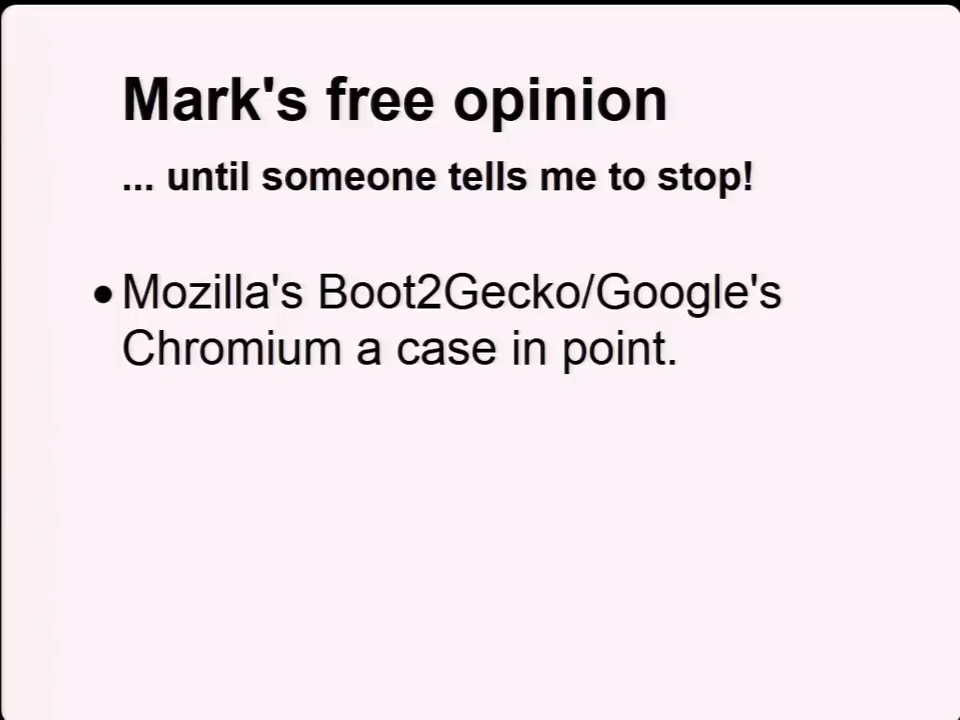 Mark's free opinion
... until someone tells me to stop!
• Mozilla's Boot2Gecko/Google's
Chromium a case in point.